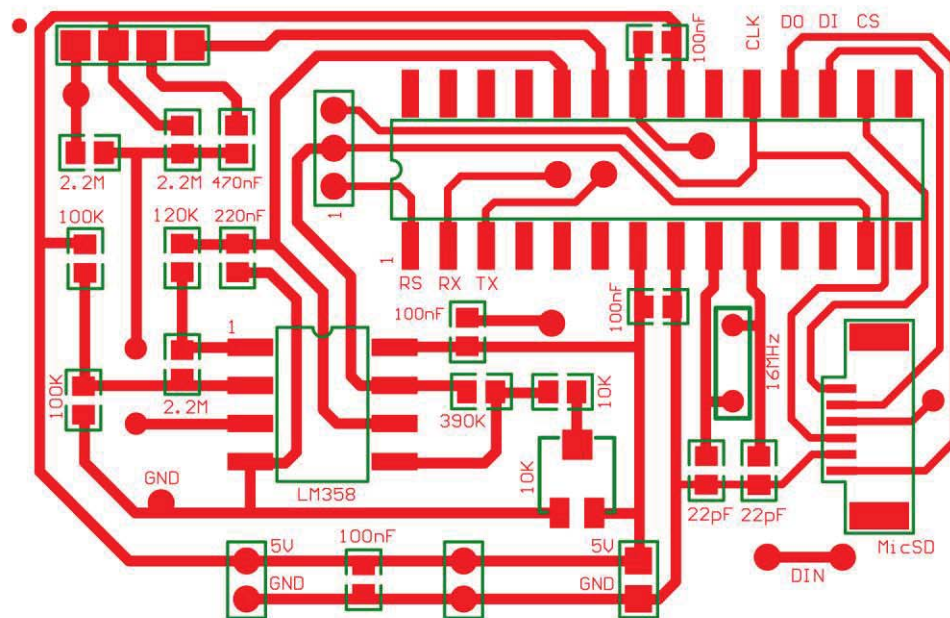 100nF
CLK
DO DI CS
2.2M
2.2M
470nF
1
100K
120K
220nF
1
RS RX TX
100nF
100nF
1
16MHz
100K
2.2M
390K
10K
GND
LM358
10K
22pF
22pF
MicSD
5V
100nF
5V
GND
GND
DIN